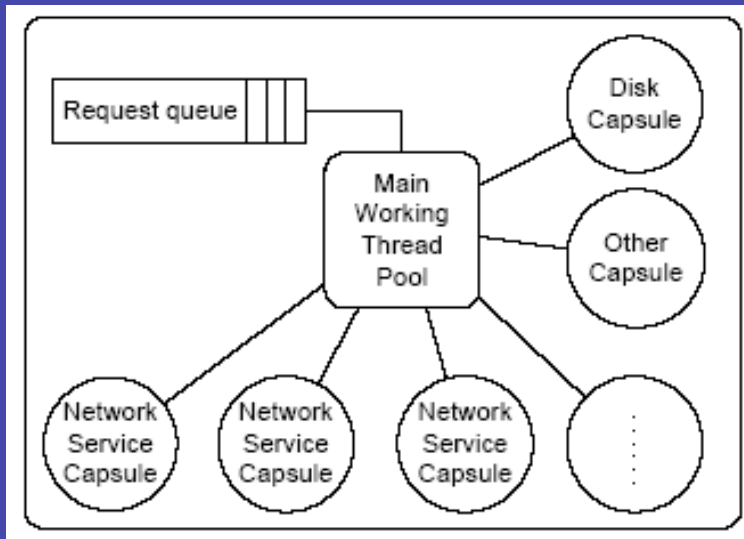 Request queue
Disk
Capsule
Main
Working
Thread
Pool
Other
Capsule
Network
Service
Capsule
Network
Service
Capsule
Network
Service
Capsule